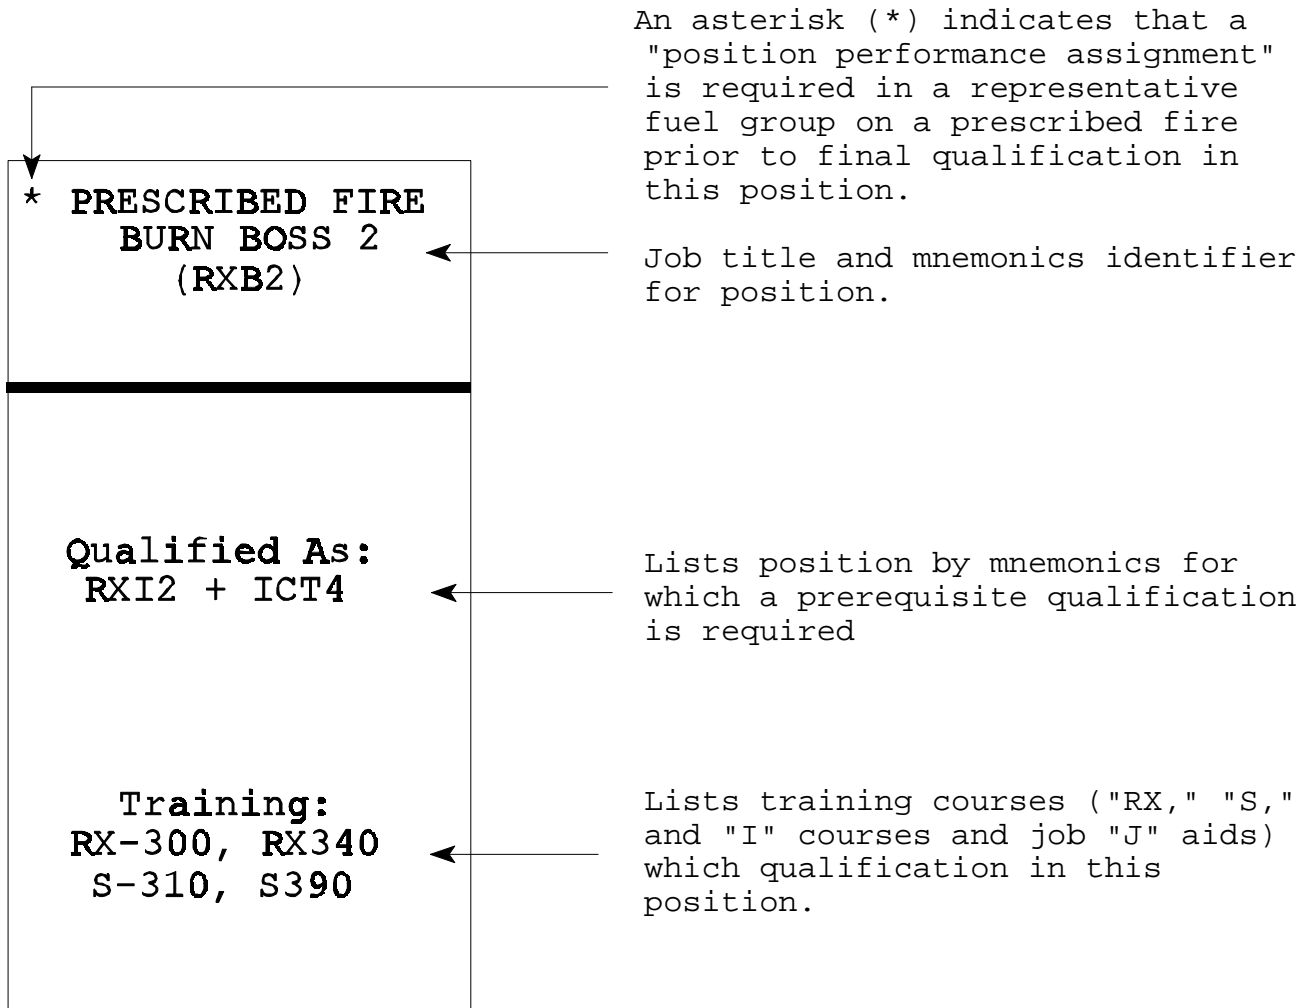 An asterisk (*) indicates that a
"position performance assignment"
is required in a representative
fuel group on a prescribed fire
prior to final qualification in
this position.
* PRESCRIBED FIRE
BURN BOSS 2
(RXB2)
Job title and mnemonics identifier
for position.
Qualified As:
RXI2 + ICT4
Lists position by mnemonics for
which a prerequisite qualification
is required
Training:
RX-300, RX340
S-310, S390
Lists training courses ("RX," "S,"
and "I" courses and job "J" aids)
which qualification in this
position.